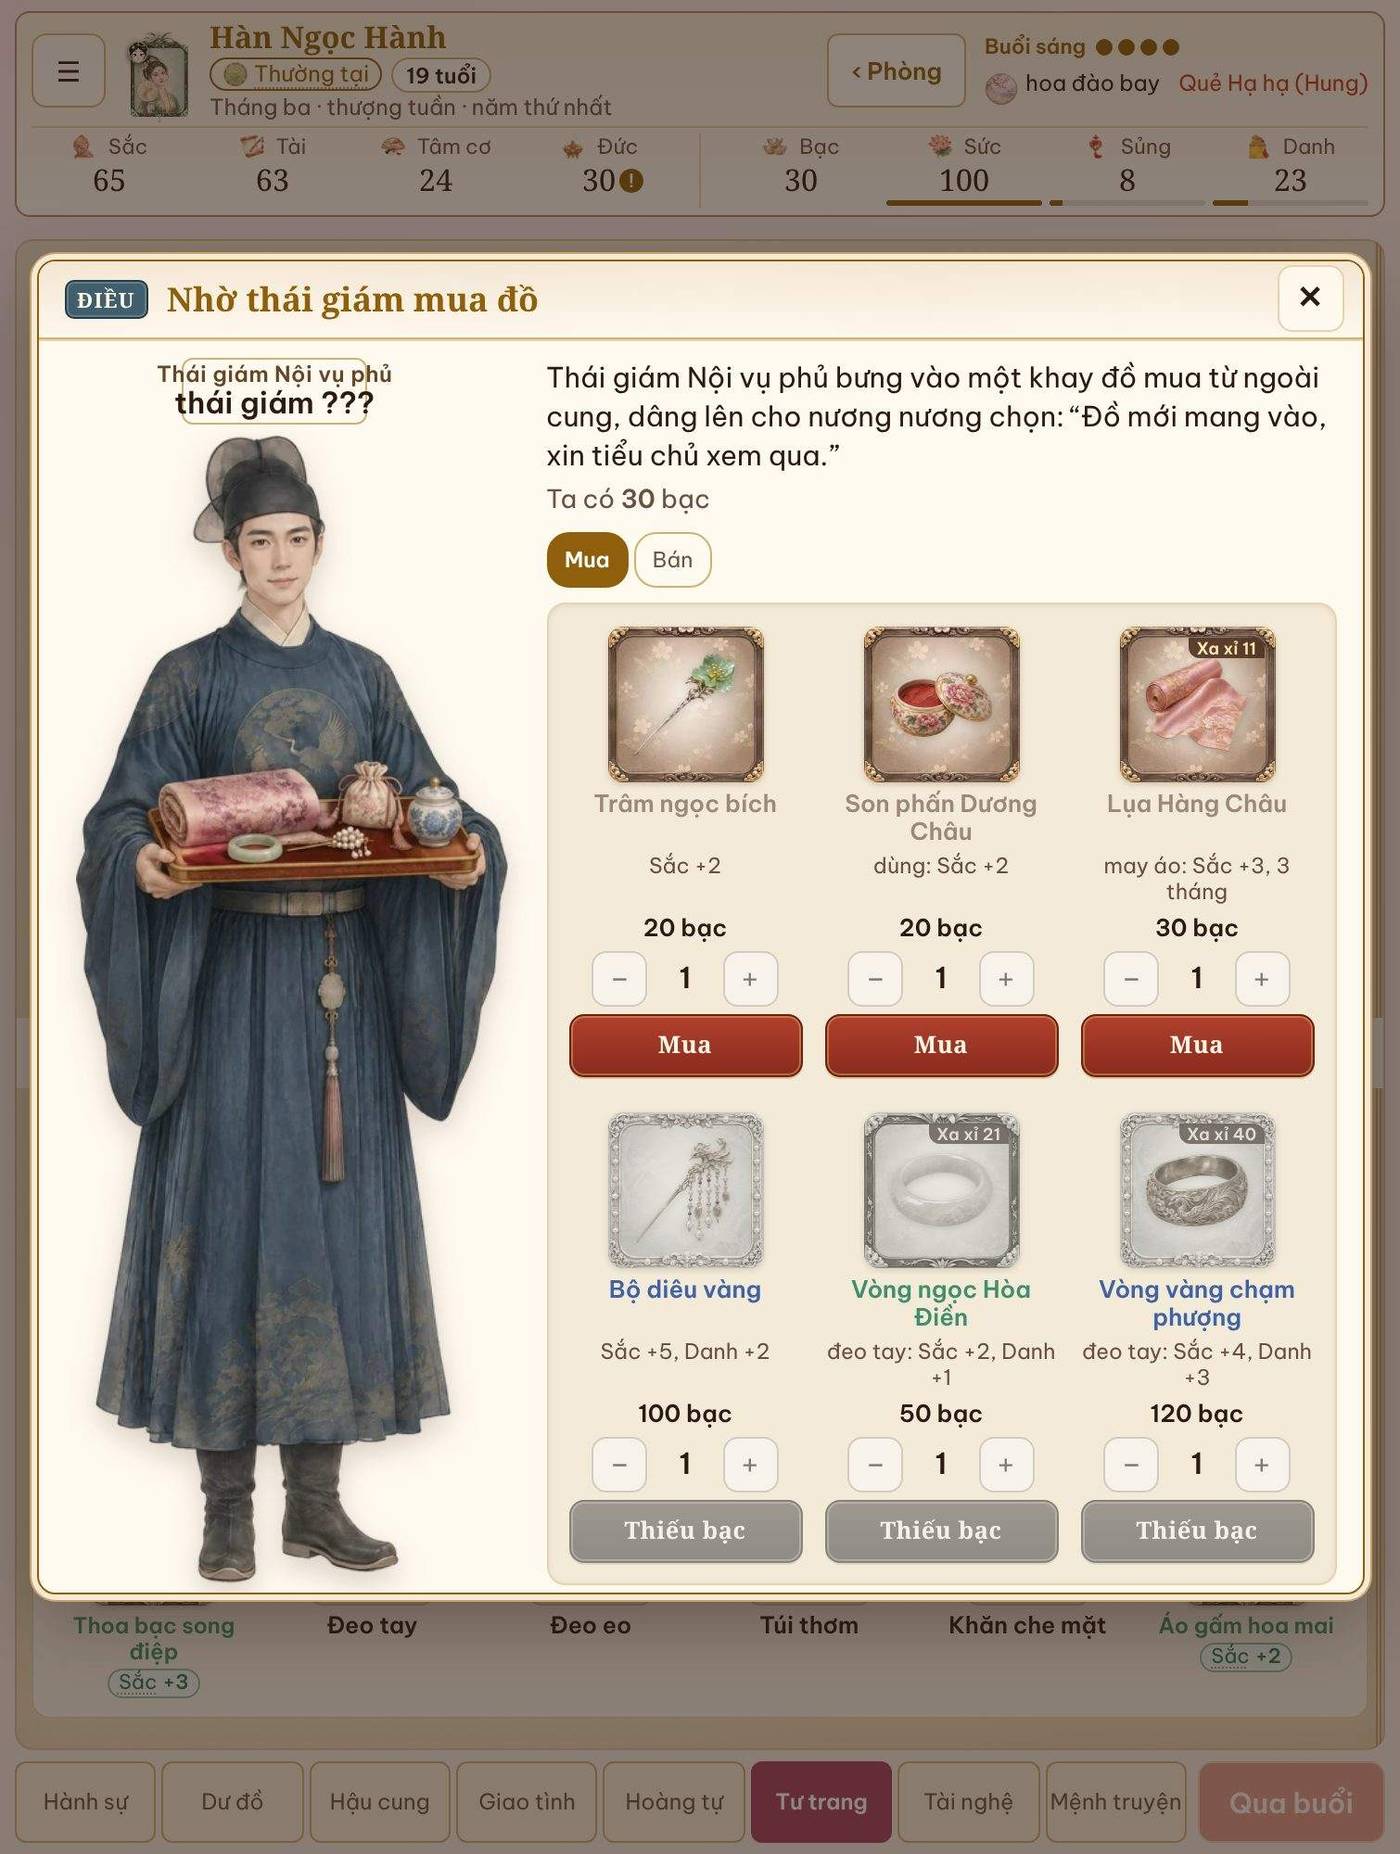 Hàn Ngọc Hành
Thường tại
19 tuổi
Tháng ba · thượng tuần · năm thứ nhất
‹ Phòng
Buổi sáng
hoa đào bay
Quẻ Hạ hạ (Hung)
Sắc
Tài
Tâm cơ
Đức
Bạc
Sức
Sủng
Danh
65
63
24
30
30
100
8
23
ĐIỀU
Nhờ thái giám mua đồ
✕
Thái giám Nội vụ phủ
thái giám ???
Thái giám Nội vụ phủ bưng vào một khay đồ mua từ ngoài
cung, dâng lên cho nương nương chọn: “Đồ mới mang vào,
xin tiểu chủ xem qua.”
Ta có 30 bạc
Mua
Bán
Xa xỉ 11
Trâm ngọc bích
Son phấn Dương
Châu
Lụa Hàng Châu
Sắc +2
dùng: Sắc +2
may áo: Sắc +3, 3
tháng
20 bạc
20 bạc
30 bạc
− 1 +
− 1 +
− 1 +
Mua
Mua
Mua
Xa xỉ 21
Xa xỉ 40
Bộ diêu vàng
Vòng ngọc Hòa
Điền
Vòng vàng chạm
phượng
Sắc +5, Danh +2
đeo tay: Sắc +2, Danh
+1
đeo tay: Sắc +4, Danh
+3
100 bạc
50 bạc
120 bạc
− 1 +
− 1 +
− 1 +
Thiếu bạc
Thiếu bạc
Thiếu bạc
Thoa bạc song
điệp
Sắc +3
Đeo tay
Đeo eo
Túi thơm
Khăn che mặt
Áo gấm hoa mai
Sắc +2
Hành sự
Dư đồ
Hậu cung
Giao tình
Hoàng tự
Tư trang
Tài nghệ
Mệnh truyện
Qua buổi